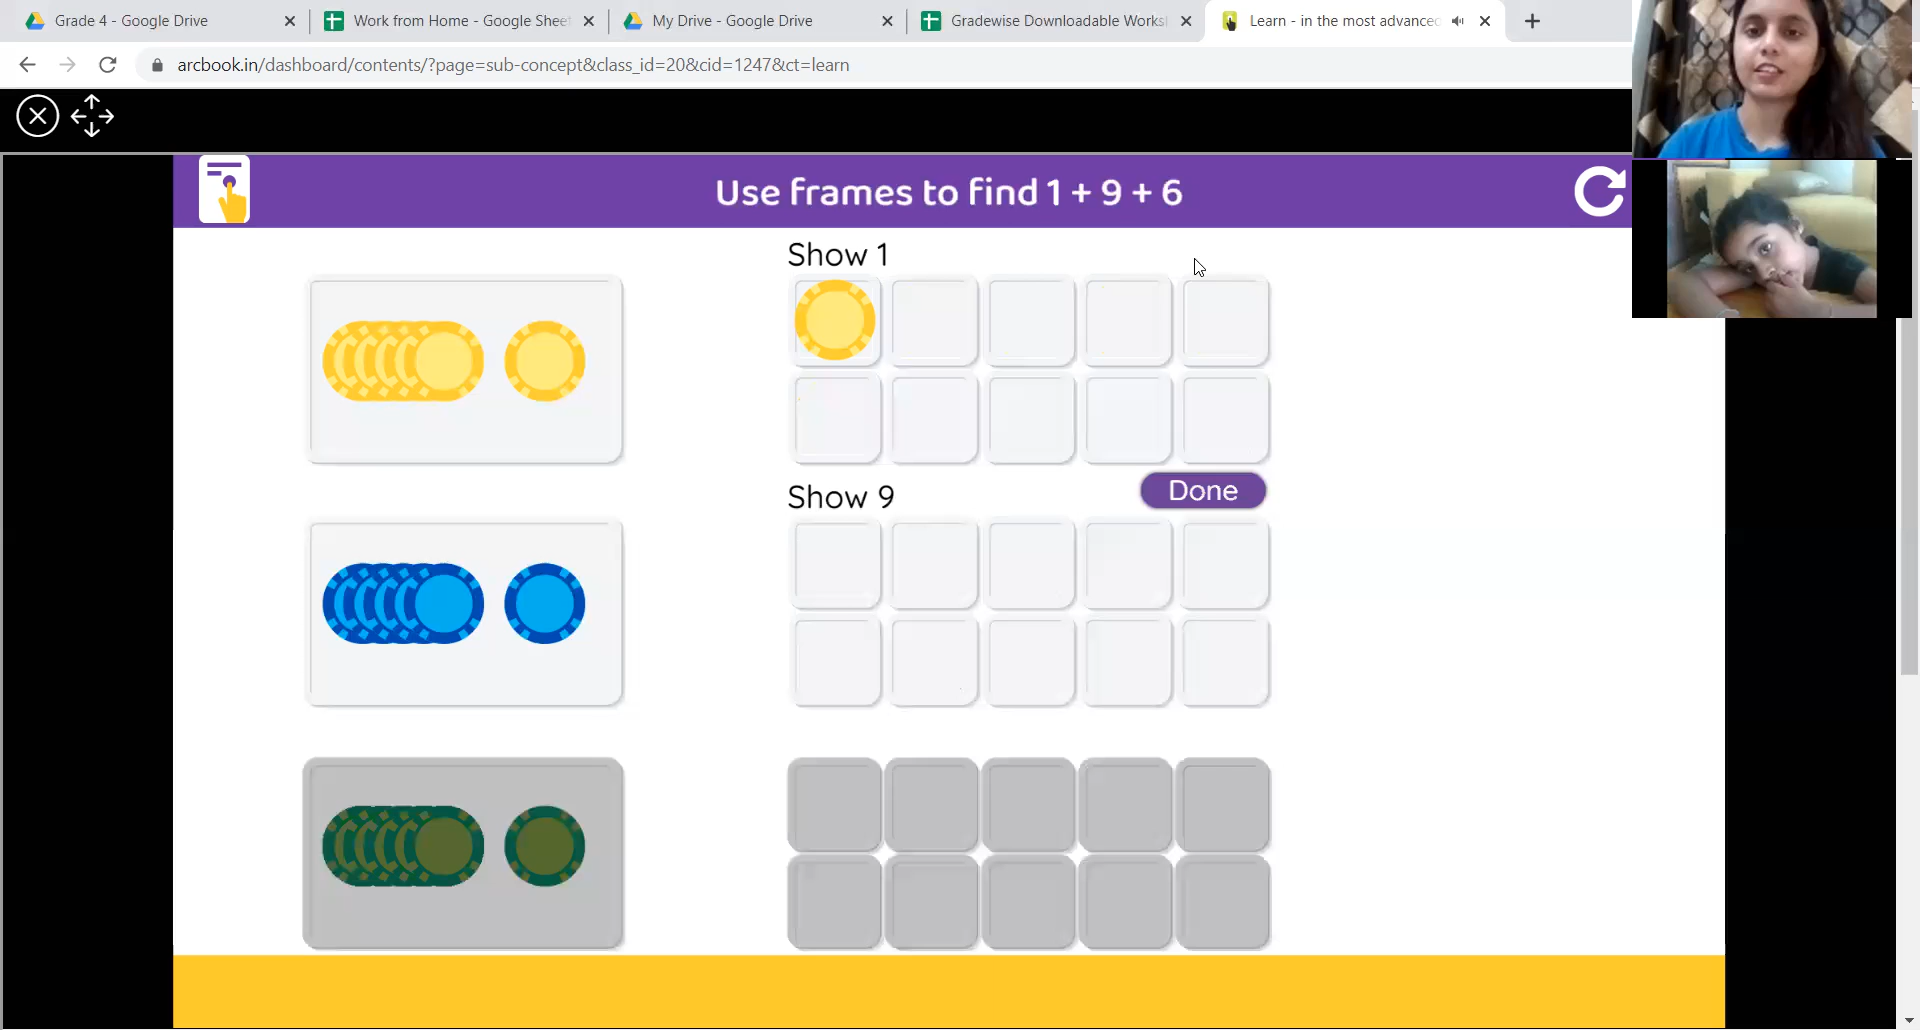 Grade 4 - Google Drive
Work from Home - Google Shee
My Drive - Google Drive
Gradewise Downloadable Works
Learn - in the most advanced
arcbook.in/dashboard/contents/?page=sub-concept&class_id=20&cid=1247&ct=learn
Use frames to find 1 + 9 + 6
Show 1
Show 9
Done